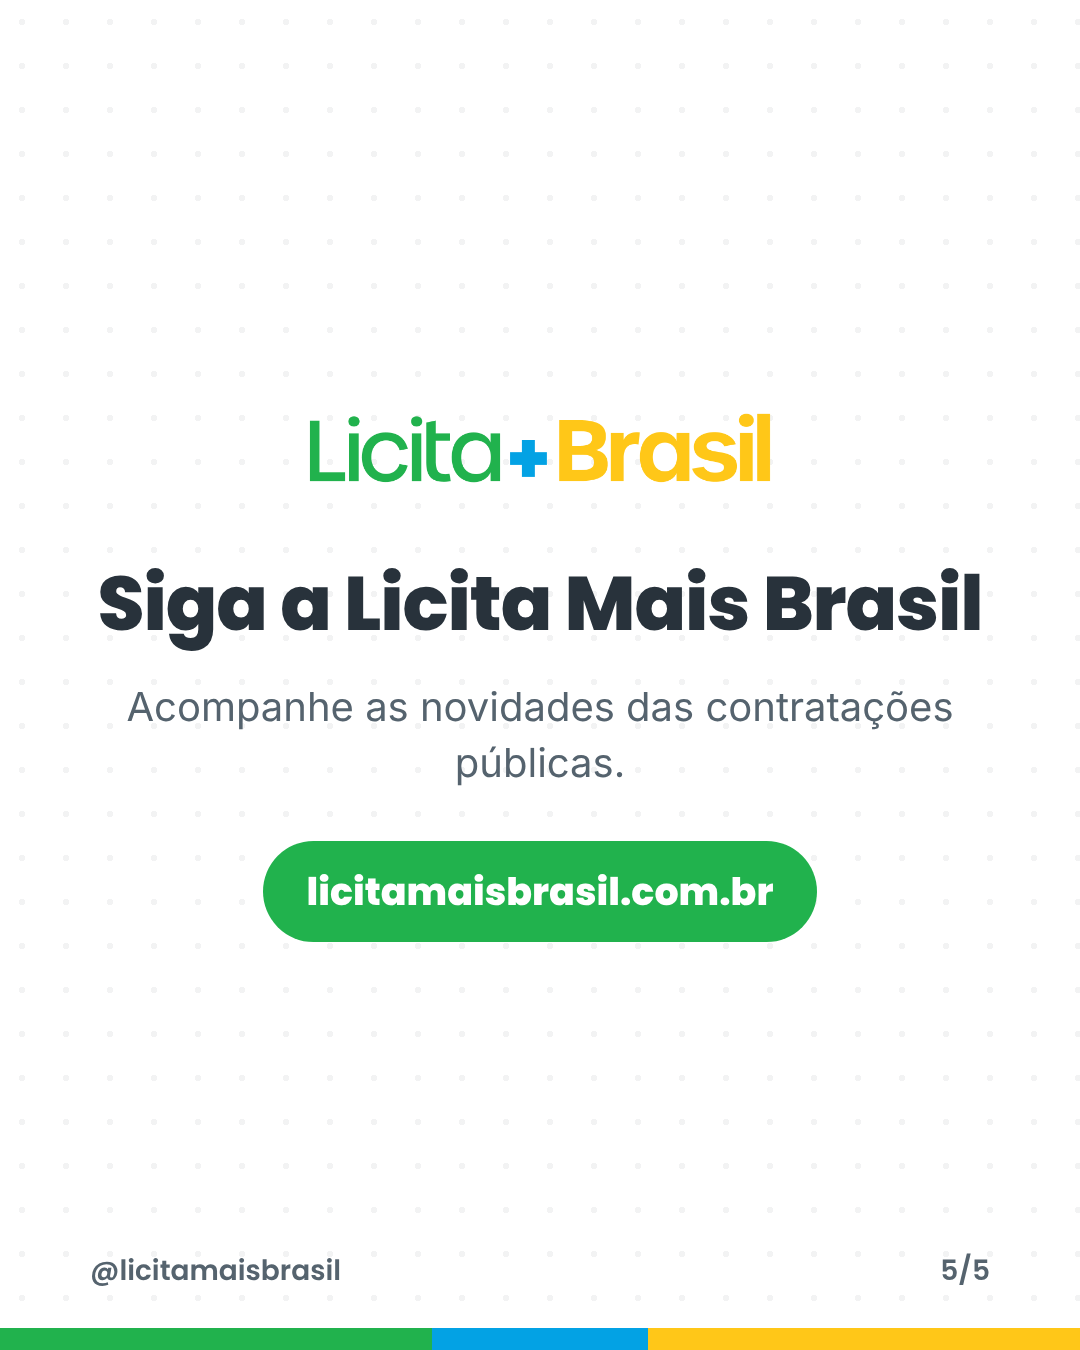 Licita+Brasil
Siga a Licita Mais Brasil
Acompanhe as novidades das contratações
públicas.
licitamaisbrasil.com.br
@licitamaisbrasil
5/5